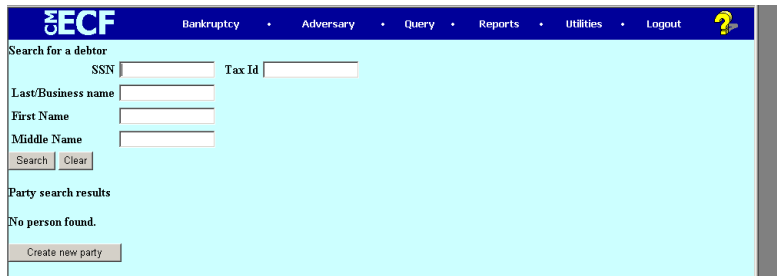 CM ECF Bankruptcy • Adversary • Query • Reports • Utilities • Logout ?
Search for a debtor
SSN Tax Id
Last/Business name
First Name
Middle Name
Search Clear
Party search results
No person found.
Create new party